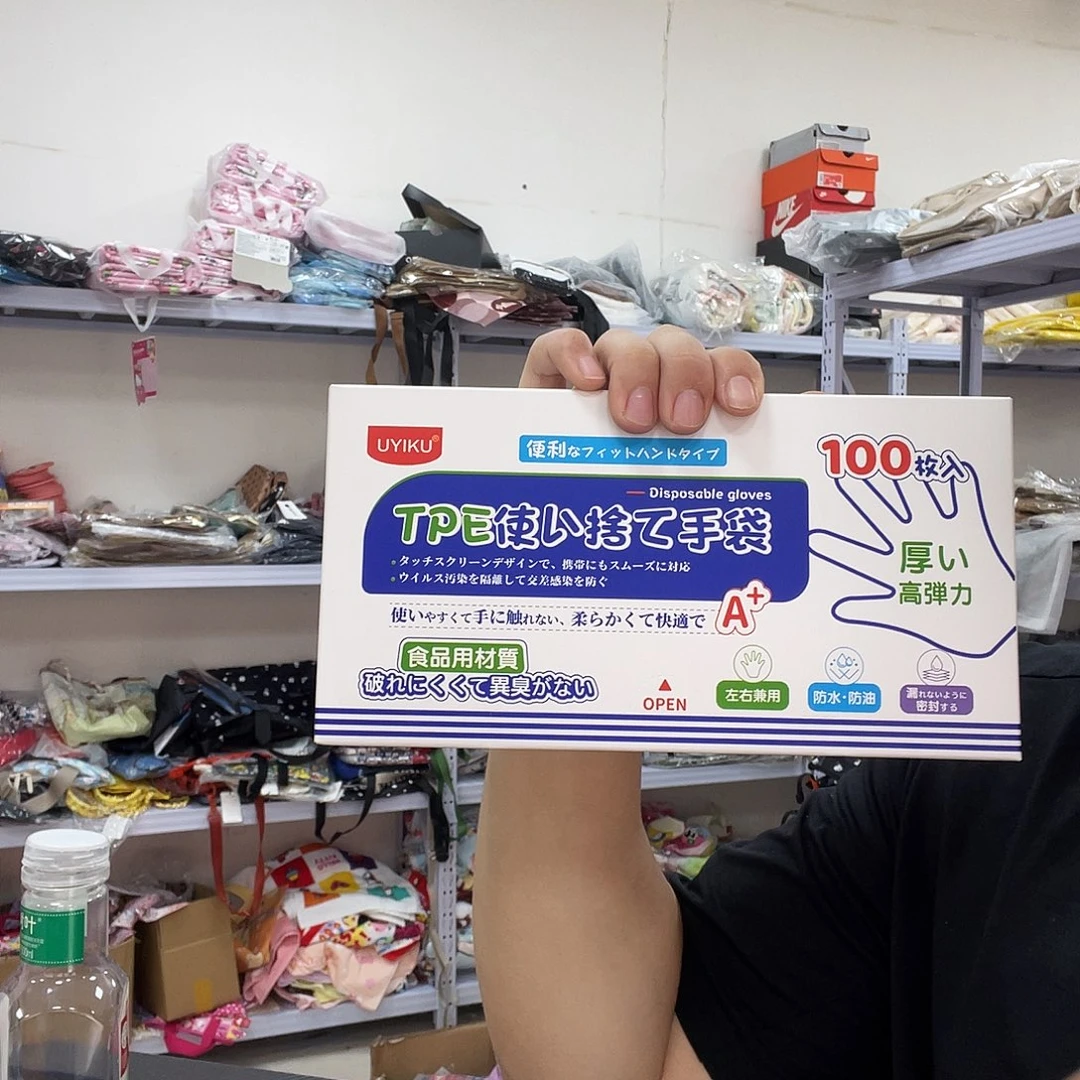 UYIKU
便利なフィットハンドタイプ
100枚入
Disposable gloves
TPE使い捨て手袋
・タッチスクリーンデザインで、携帯にもスムーズに対応
・ウイルス汚染を隔離して交差感染を防ぐ
厚い
高弾力
使いやすくて手に触れない、柔らかくて快適で
A+
食品用材質
破れにくくて異臭がない
OPEN
左右兼用
防水・防油
漏れないように
密封する
叶